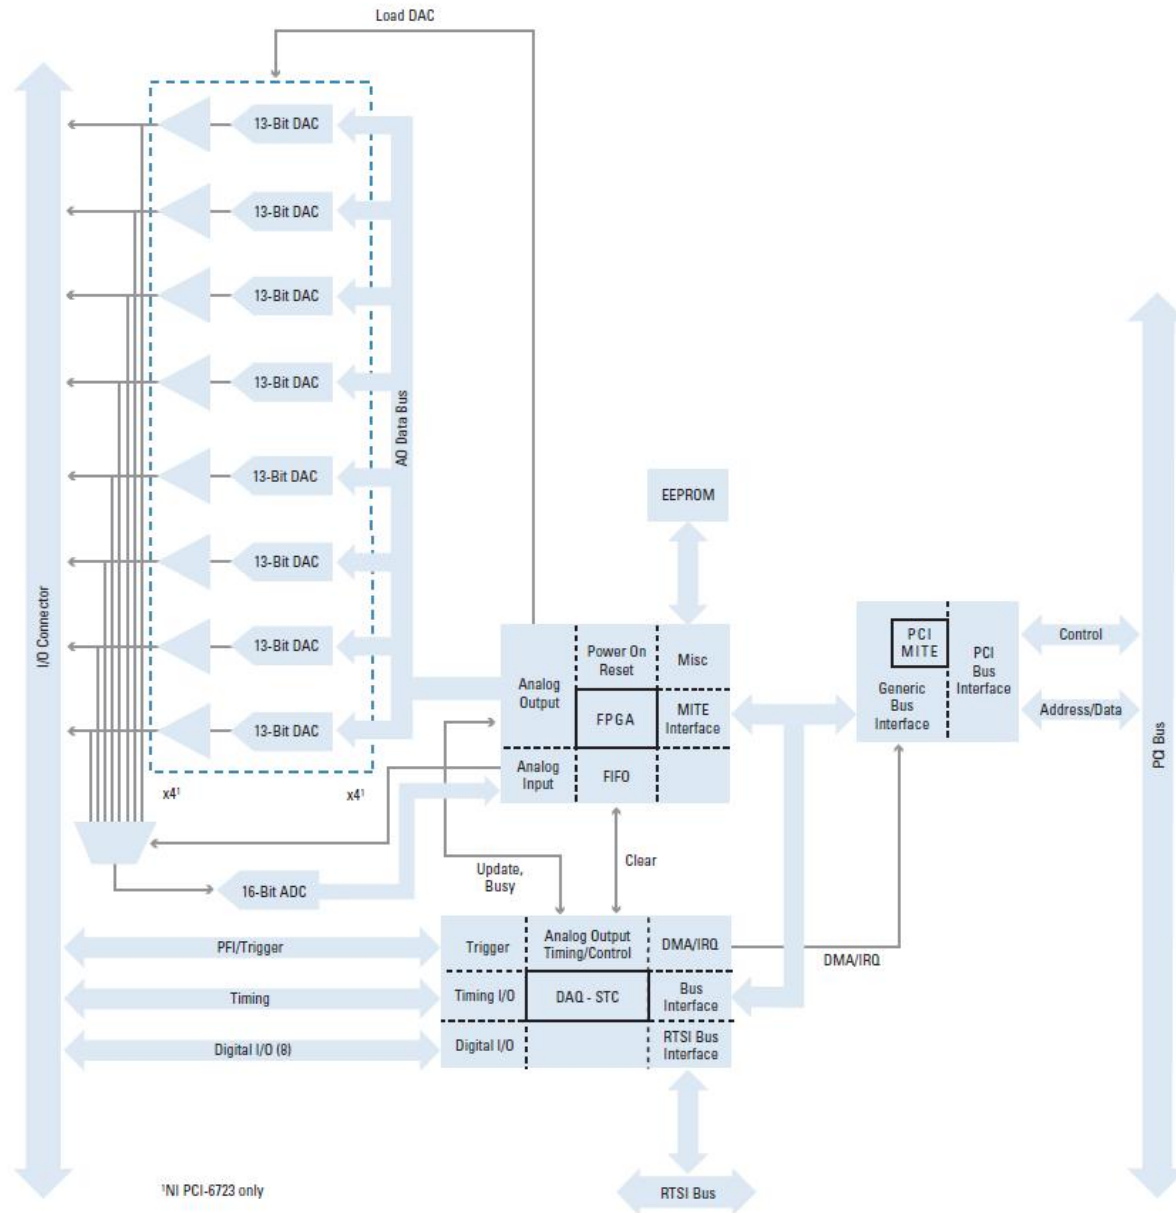 Load DAC
13-Bit DAC
13-Bit DAC
13-Bit DAC
13-Bit DAC
13-Bit DAC
13-Bit DAC
13-Bit DAC
13-Bit DAC
AO Data Bus
I/O Connector
x4¹
x4¹
16-Bit ADC
EEPROM
Power On
Reset
Misc
Analog
Output
FPGA
MITE
Interface
Analog
Input
FIFO
PCI
MITE
Generic
Bus
Interface
PCI
Bus
Interface
Control
Address/Data
PCI Bus
Update,
Busy
Clear
PFI/Trigger
Timing
Digital I/O (8)
Trigger
Analog Output
Timing/Control
DMA/IRQ
Timing I/O
DAQ - STC
Bus
Interface
Digital I/O
RTSI Bus
Interface
DMA/IRQ
RTSI Bus
¹NI PCI-6723 only